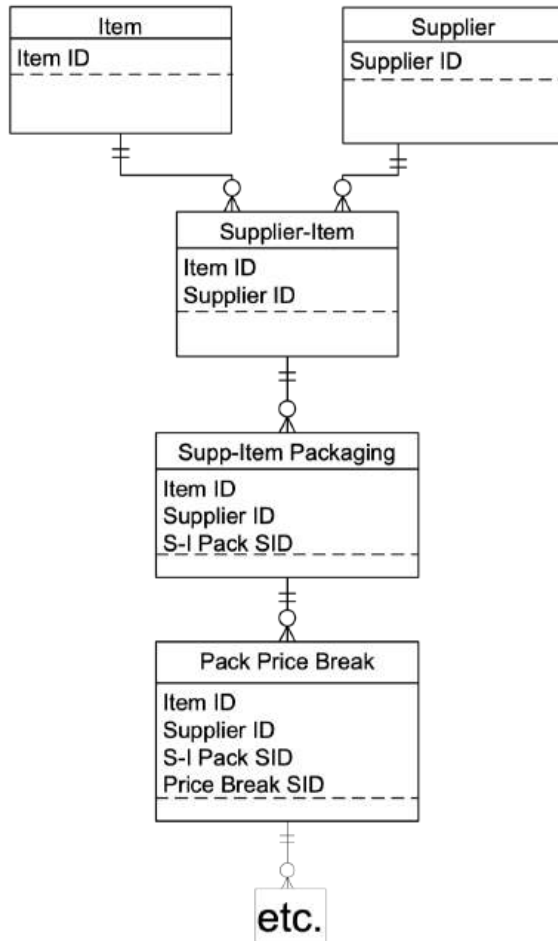 Item
Item ID
Supplier
Supplier ID
Supplier-Item
Item ID
Supplier ID
Supp-Item Packaging
Item ID
Supplier ID
S-I Pack SID
Pack Price Break
Item ID
Supplier ID
S-I Pack SID
Price Break SID
etc.